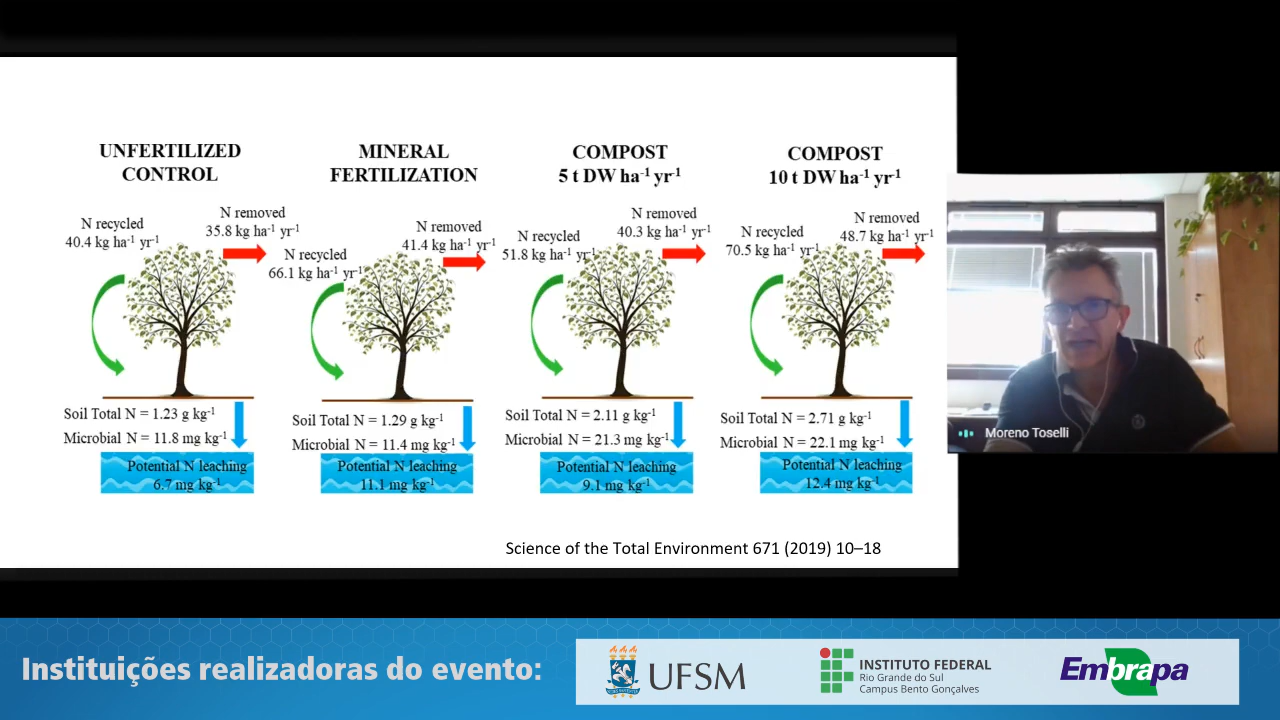 UNFERTILIZED
CONTROL
N recycled
40.4 kg ha⁻¹ yr⁻¹
N removed
35.8 kg ha⁻¹ yr⁻¹
Soil Total N = 1.23 g kg⁻¹
Microbial N = 11.8 mg kg⁻¹
Potential N leaching
6.7 mg kg⁻¹
MINERAL
FERTILIZATION
N recycled
66.1 kg ha⁻¹ yr⁻¹
N removed
41.4 kg ha⁻¹ yr⁻¹
Soil Total N = 1.29 g kg⁻¹
Microbial N = 11.4 mg kg⁻¹
Potential N leaching
11.1 mg kg⁻¹
COMPOST
5 t DW ha⁻¹ yr⁻¹
N recycled
51.8 kg ha⁻¹ yr⁻¹
N removed
40.3 kg ha⁻¹ yr⁻¹
Soil Total N = 2.11 g kg⁻¹
Microbial N = 21.3 mg kg⁻¹
Potential N leaching
9.1 mg kg⁻¹
COMPOST
10 t DW ha⁻¹ yr⁻¹
N recycled
70.5 kg ha⁻¹ yr⁻¹
N removed
48.7 kg ha⁻¹ yr⁻¹
Soil Total N = 2.71 g kg⁻¹
Microbial N = 22.1 mg kg⁻¹
Potential N leaching
12.4 mg kg⁻¹
Science of the Total Environment 671 (2019) 10–18
Moreno Toselli
Instituições realizadoras do evento:
UFSM
INSTITUTO FEDERAL
Rio Grande do Sul
Campus Bento Gonçalves
Embrapa